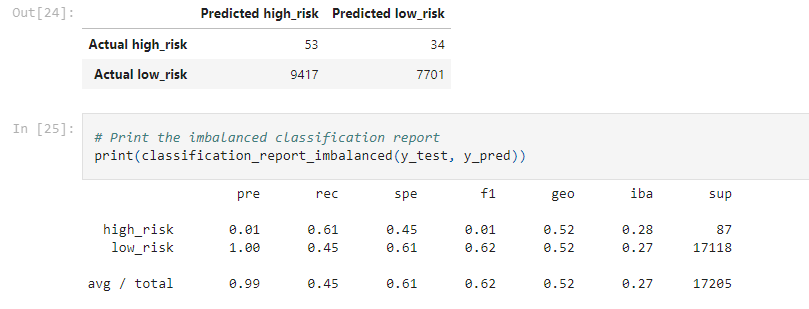 Out[24]:
Predicted high_risk Predicted low_risk
Actual high_risk 53 34
Actual low_risk 9417 7701
In [25]:
# Print the imbalanced classification report
print(classification_report_imbalanced(y_test, y_pred))
pre rec spe f1 geo iba sup
high_risk 0.01 0.61 0.45 0.01 0.52 0.28 87
low_risk 1.00 0.45 0.61 0.62 0.52 0.27 17118
avg / total 0.99 0.45 0.61 0.62 0.52 0.27 17205